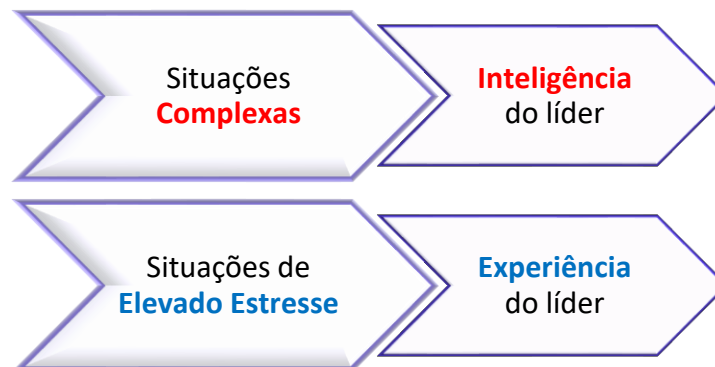 Situações
Complexas
Inteligência
do líder
Situações de
Elevado Estresse
Experiência
do líder